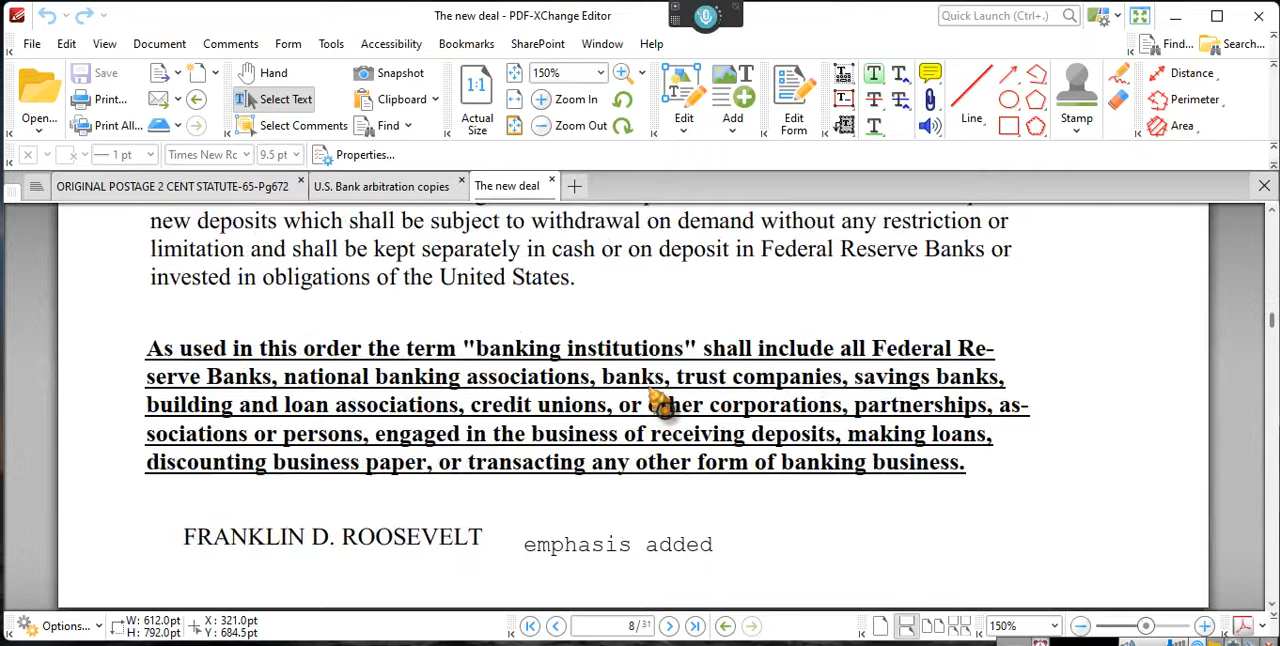 The new deal - PDF-XChange Editor
Quick Launch (Ctrl+.)
File Edit View Document Comments Form Tools Accessibility Bookmarks SharePoint Window Help
Find... Search...
Open...
Save
Print...
Print All...
Hand
Select Text
Select Comments
Snapshot
Clipboard
Find
1:1
Actual Size
150%
Zoom In
Zoom Out
Edit
Add
Edit Form
Line
Stamp
Distance
Perimeter
Area
1 pt Times New Ro 9.5 pt Properties...
ORIGINAL POSTAGE 2 CENT STATUTE-65-Pg672 U.S. Bank arbitration copies The new deal
new deposits which shall be subject to withdrawal on demand without any restriction or
limitation and shall be kept separately in cash or on deposit in Federal Reserve Banks or
invested in obligations of the United States.
As used in this order the term "banking institutions" shall include all Federal Re-
serve Banks, national banking associations, banks, trust companies, savings banks,
building and loan associations, credit unions, or other corporations, partnerships, as-
sociations or persons, engaged in the business of receiving deposits, making loans,
discounting business paper, or transacting any other form of banking business.
FRANKLIN D. ROOSEVELT emphasis added
Options... W: 612.0pt X: 321.0pt
H: 792.0pt Y: 684.5pt
8 / 31 150%